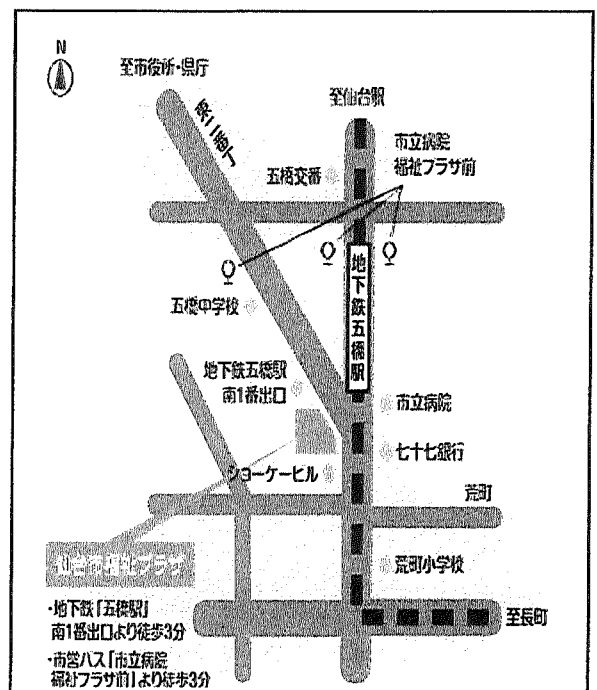 N
至市役所・県庁
至仙台駅
東二番丁
市立病院
福祉プラザ前
五橋交番
地下鉄五橋駅
五橋中学校
地下鉄五橋駅
南1番出口
市立病院
七十七銀行
ショーケービル
荒町
仙台市福祉プラザ
荒町小学校
・地下鉄「五橋駅」
南1番出口より徒歩3分
至長町
・市営バス「市立病院
福祉プラザ前」より徒歩3分